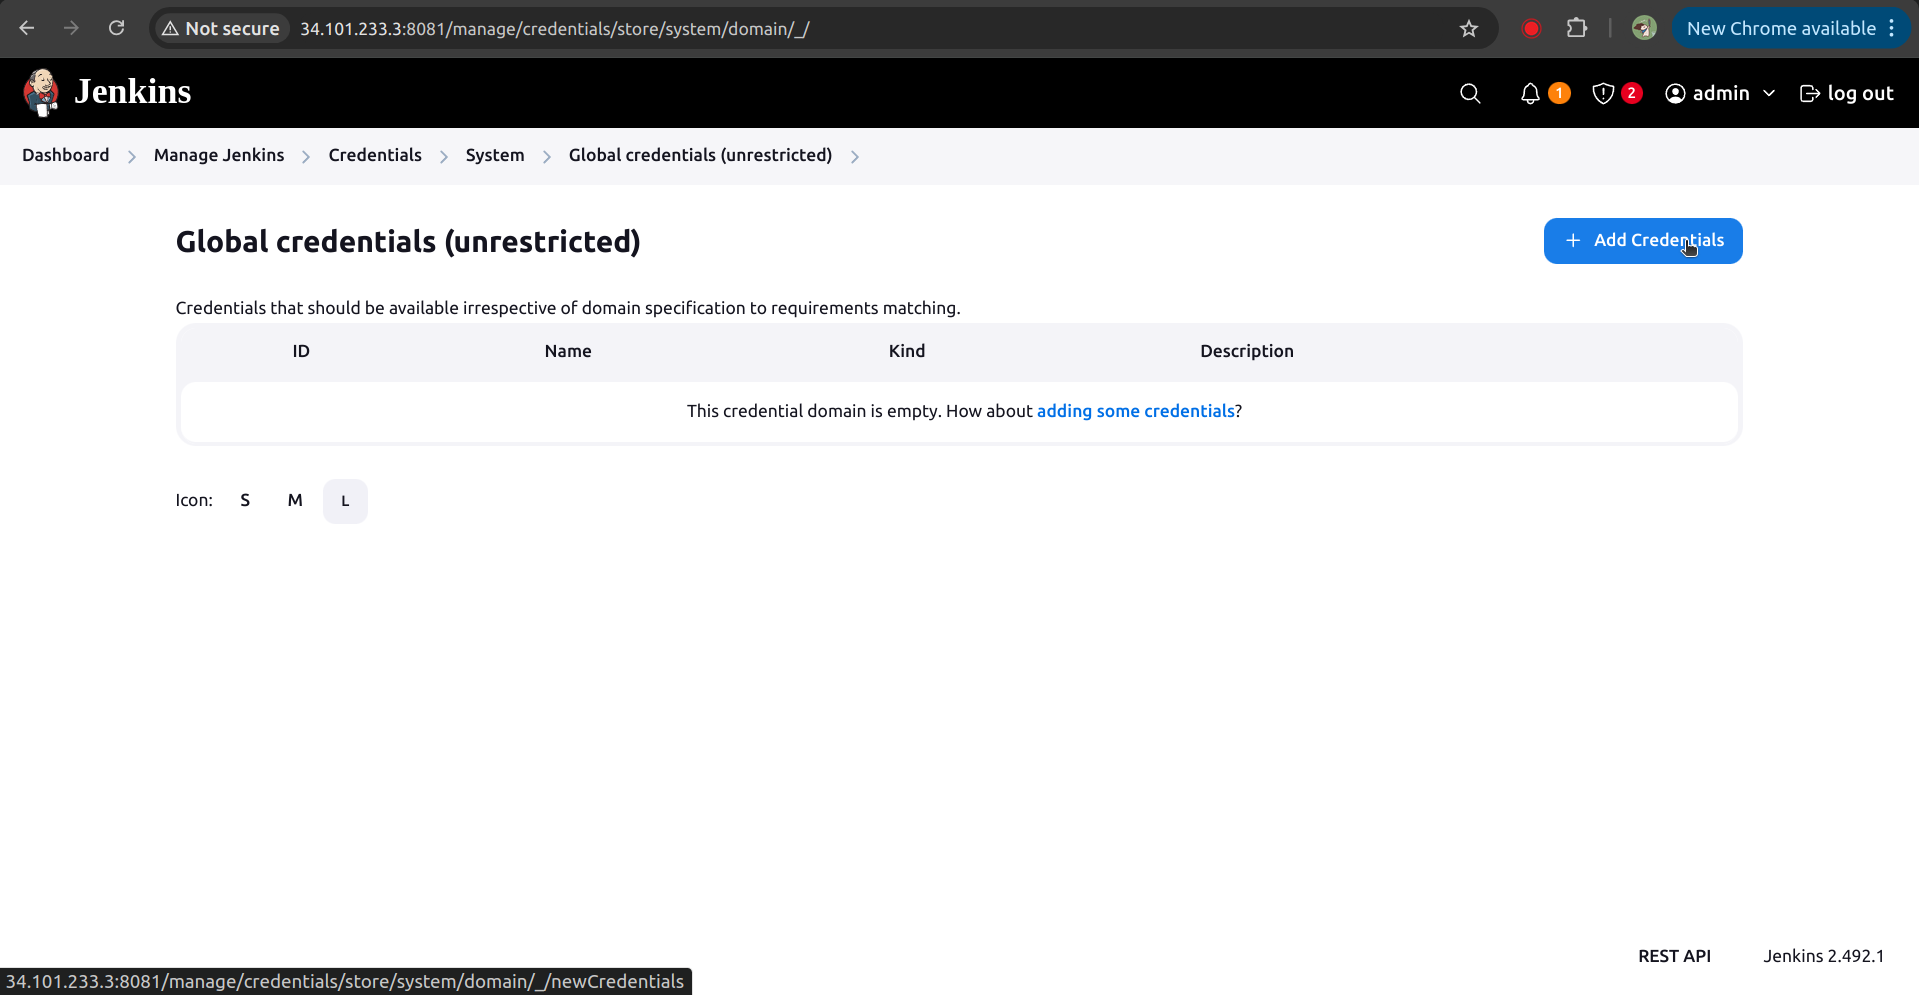 Not secure 34.101.233.3:8081/manage/credentials/store/system/domain/_/ New Chrome available
Jenkins 1 2 admin log out
Dashboard Manage Jenkins Credentials System Global credentials (unrestricted)
Global credentials (unrestricted) + Add Credentials
Credentials that should be available irrespective of domain specification to requirements matching.
ID Name Kind Description
This credential domain is empty. How about adding some credentials?
Icon: S M L
REST API Jenkins 2.492.1
34.101.233.3:8081/manage/credentials/store/system/domain/_/newCredentials